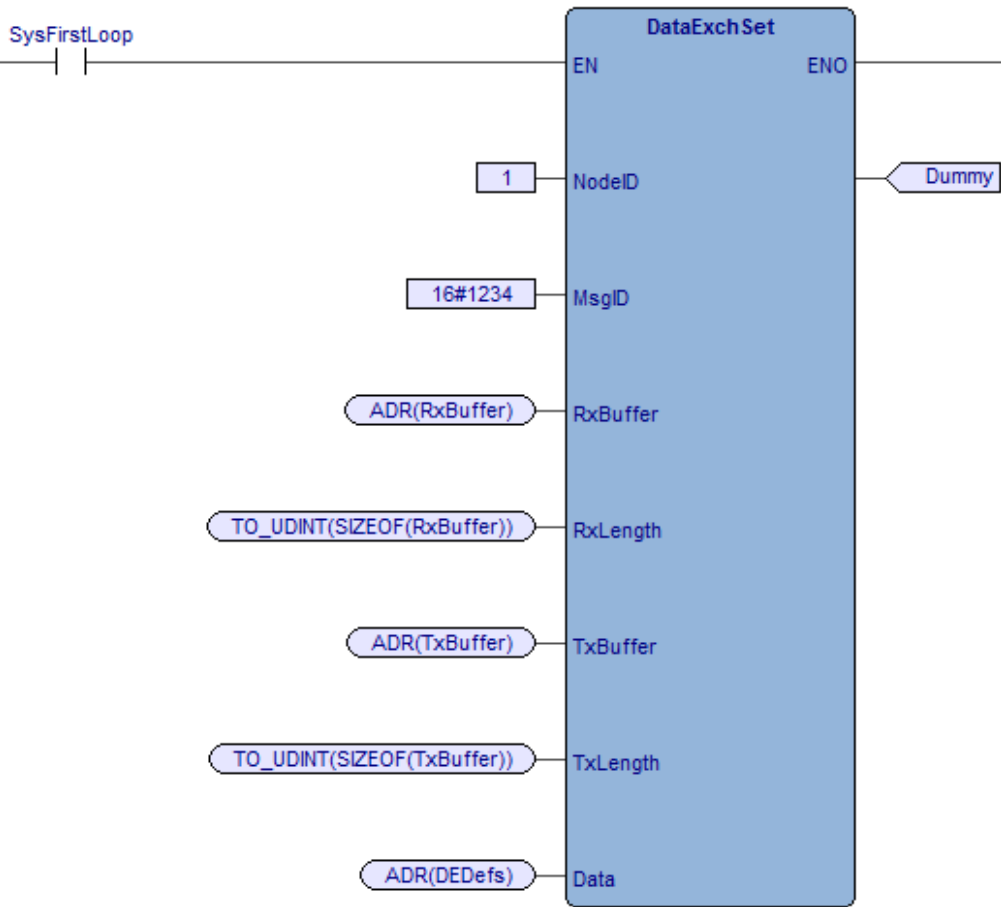 SysFirstLoop
DataExchSet
EN
ENO
1
NodeID
Dummy
16#1234
MsgID
ADR(RxBuffer)
RxBuffer
TO_UDINT(SIZEOF(RxBuffer))
RxLength
ADR(TxBuffer)
TxBuffer
TO_UDINT(SIZEOF(TxBuffer))
TxLength
ADR(DEDefs)
Data